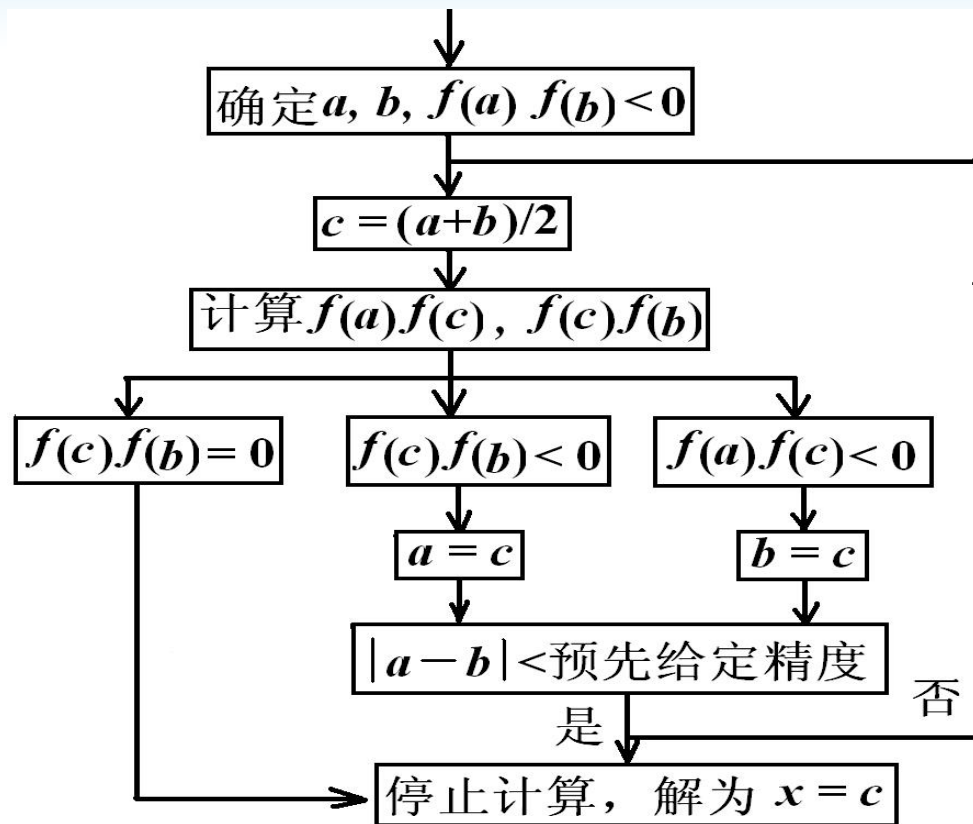 确定a, b, f(a) f(b)<0
c=(a+b)/2
计算f(a)f(c), f(c)f(b)
f(c)f(b)=0
f(c)f(b)<0
f(a)f(c)<0
a=c
b=c
|a-b|<预先给定精度
是
否
停止计算，解为 x=c